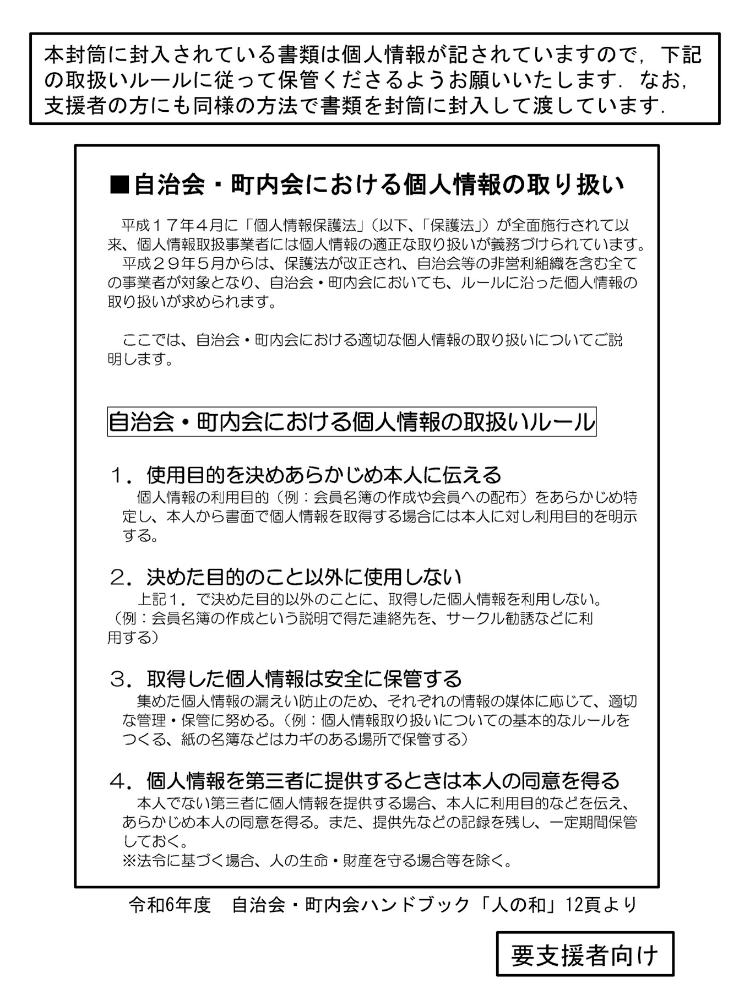 本封筒に封入されている書類は個人情報が記されていますので，下記
の取扱いルールに従って保管くださるようお願いいたします．なお，
支援者の方にも同様の方法で書類を封筒に封入して渡しています．
■自治会・町内会における個人情報の取り扱い
平成１７年４月に「個人情報保護法」（以下、「保護法」）が全面施行されて以
来、個人情報取扱事業者には個人情報の適正な取り扱いが義務づけられています。
平成２９年５月からは、保護法が改正され、自治会等の非営利組織を含む全て
の事業者が対象となり、自治会・町内会においても、ルールに沿った個人情報の
取り扱いが求められます。
ここでは、自治会・町内会における適切な個人情報の取り扱いについてご説
明します。
自治会・町内会における個人情報の取扱いルール
１．使用目的を決めあらかじめ本人に伝える
個人情報の利用目的（例：会員名簿の作成や会員への配布）をあらかじめ特
定し、本人から書面で個人情報を取得する場合には本人に対し利用目的を明示
する。
２．決めた目的のこと以外に使用しない
上記１．で決めた目的以外のことに、取得した個人情報を利用しない。
（例：会員名簿の作成という説明で得た連絡先を、サークル勧誘などに利
用する）
３．取得した個人情報は安全に保管する
集めた個人情報の漏えい防止のため、それぞれの情報の媒体に応じて、適切
な管理・保管に努める。（例：個人情報取り扱いについての基本的なルールを
つくる、紙の名簿などはカギのある場所で保管する）
４．個人情報を第三者に提供するときは本人の同意を得る
本人でない第三者に個人情報を提供する場合、本人に利用目的などを伝え、
あらかじめ本人の同意を得る。また、提供先などの記録を残し、一定期間保管
しておく。
※法令に基づく場合、人の生命・財産を守る場合等を除く。
令和6年度　自治会・町内会ハンドブック「人の和」12頁より
要支援者向け